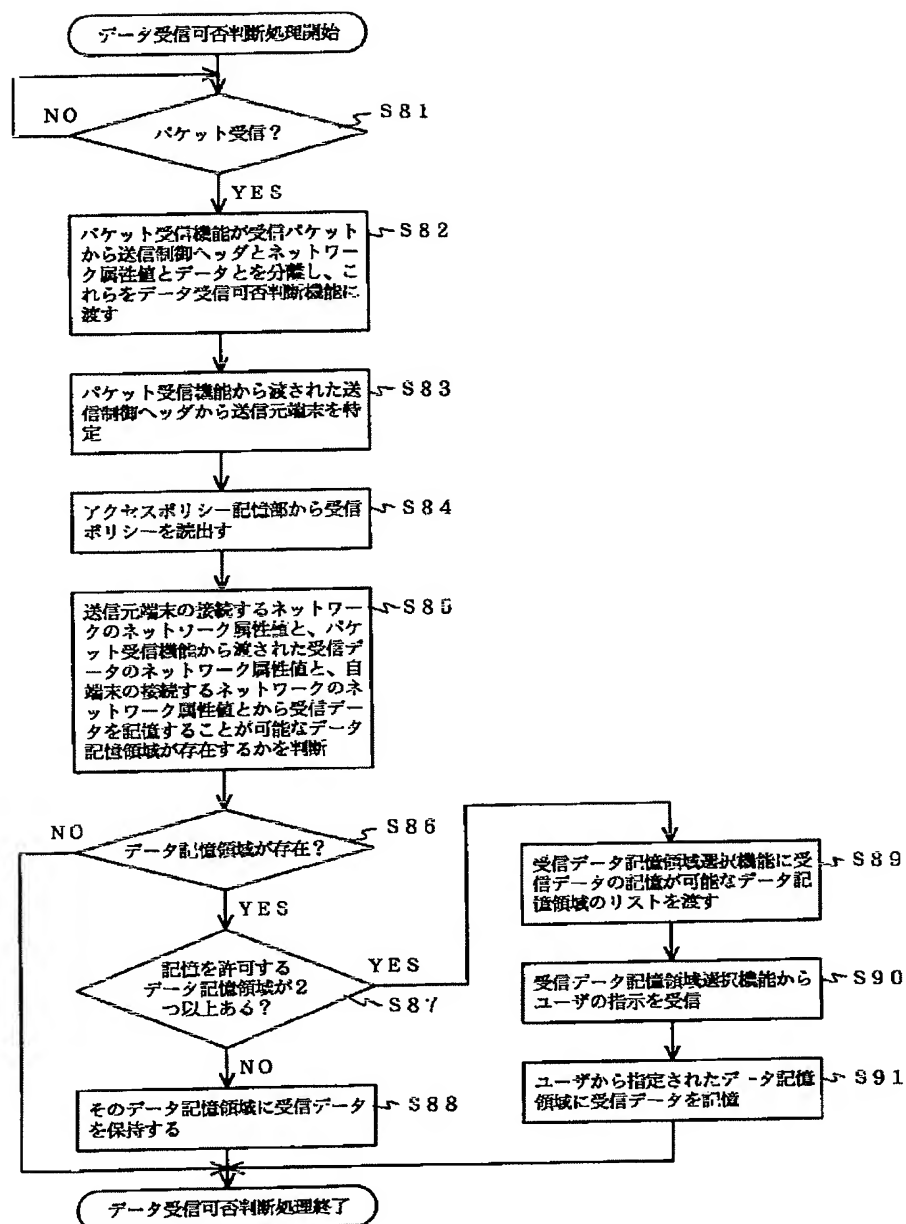 データ受信可否判断処理開始
NO
パケット受信？
S81
YES
パケット受信機能が受信パケット
から送信制御ヘッダとネットワー
ク属性値とデータとを分離し、こ
れらをデータ受信可否判断機能に
渡す
S82
パケット受信機能から渡された送
信制御ヘッダから送信元端末を特
定
S83
アクセスポリシー記憶部から受信
ポリシーを読出す
S84
送信元端末の接続するネットワー
クのネットワーク属性値と、パケ
ット受信機能から渡された受信デ
ータのネットワーク属性値と、自
端末の接続するネットワークのネ
ットワーク属性値とから受信デー
タを記憶することが可能なデータ
記憶領域が存在するかを判断
S85
NO
データ記憶領域が存在？
S86
YES
記憶を許可する
データ記憶領域が2
つ以上ある？
YES
S87
NO
そのデータ記憶領域に受信データ
を保持する
S88
受信データ記憶領域選択機能に受
信データの記憶が可能なデータ記
憶領域のリストを渡す
S89
受信データ記憶領域選択機能から
ユーザの指示を受信
S90
ユーザから指定されたデータ記憶
領域に受信データを記憶
S91
データ受信可否判断処理終了